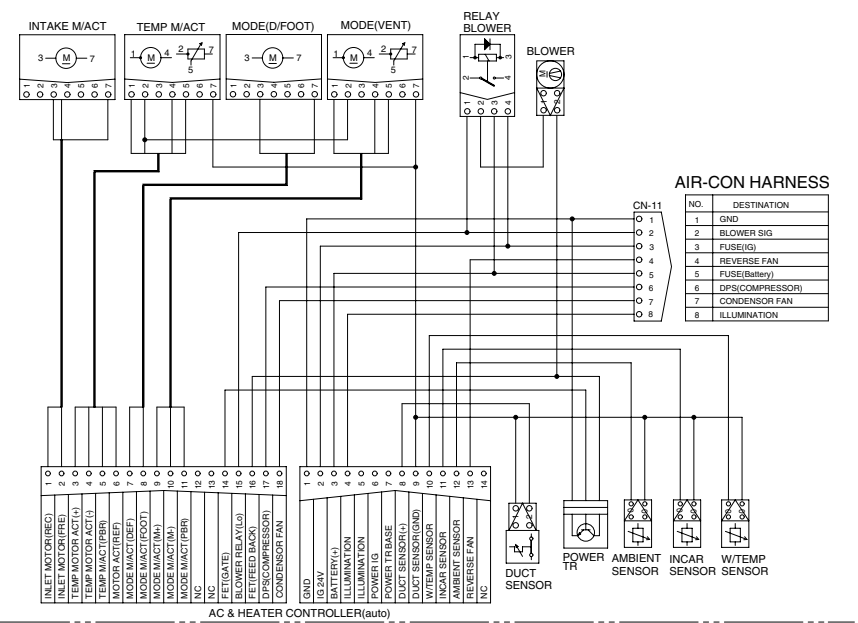 INTAKE M/ACT
TEMP M/ACT
MODE(D/FOOT)
MODE(VENT)
RELAY
BLOWER
BLOWER
3 M 7
1 M 4 2 7
5
3 M 7
1 M 4 2 7
5
1 3
2 4
M
1 2 3 4 5 6 7
1 2 3 4 5 6 7
1 2 3 4 5 6 7
1 2 3 4 5 6 7
1 2 3 4
1 2
AIR-CON HARNESS
CN-11
1
2
3
4
5
6
7
8
NO. DESTINATION
1 GND
2 BLOWER SIG
3 FUSE(IG)
4 REVERSE FAN
5 FUSE(Battery)
6 DPS(COMPRESSOR)
7 CONDENSOR FAN
8 ILLUMINATION
1 INLET MOTOR(REC)
2 INLET MOTOR(FRE)
3 TEMP MOTOR ACT(+)
4 TEMP MOTOR ACT(-)
5 TEMP M/ACT(PBR)
6 MOTOR ACT(REF)
7 MODE M/ACT(DEF)
8 MODE M/ACT(FOOT)
9 MODE M/ACT(M+)
10 MODE M/ACT(M-)
11 MODE M/ACT(PBR)
12 NC
13 NC
14 FET(GATE)
15 BLOWER RELAY(Lo)
16 FET(FEED BACK)
17 DPS(COMPRESSOR)
18 CONDENSOR FAN
1 GND
2 IG 24V
3 BATTERY(+)
4 ILLUMINATION
5 ILLUMINATION
6 POWER IG
7 POWER TR BASE
8 DUCT SENSOR(+)
9 DUCT SENSOR(GND)
10 W/TEMP SENSOR
11 INCAR SENSOR
12 AMBIENT SENSOR
13 REVERSE FAN
14 NC
AC & HEATER CONTROLLER(auto)
DUCT
SENSOR
POWER
TR
AMBIENT
SENSOR
INCAR
SENSOR
W/TEMP
SENSOR